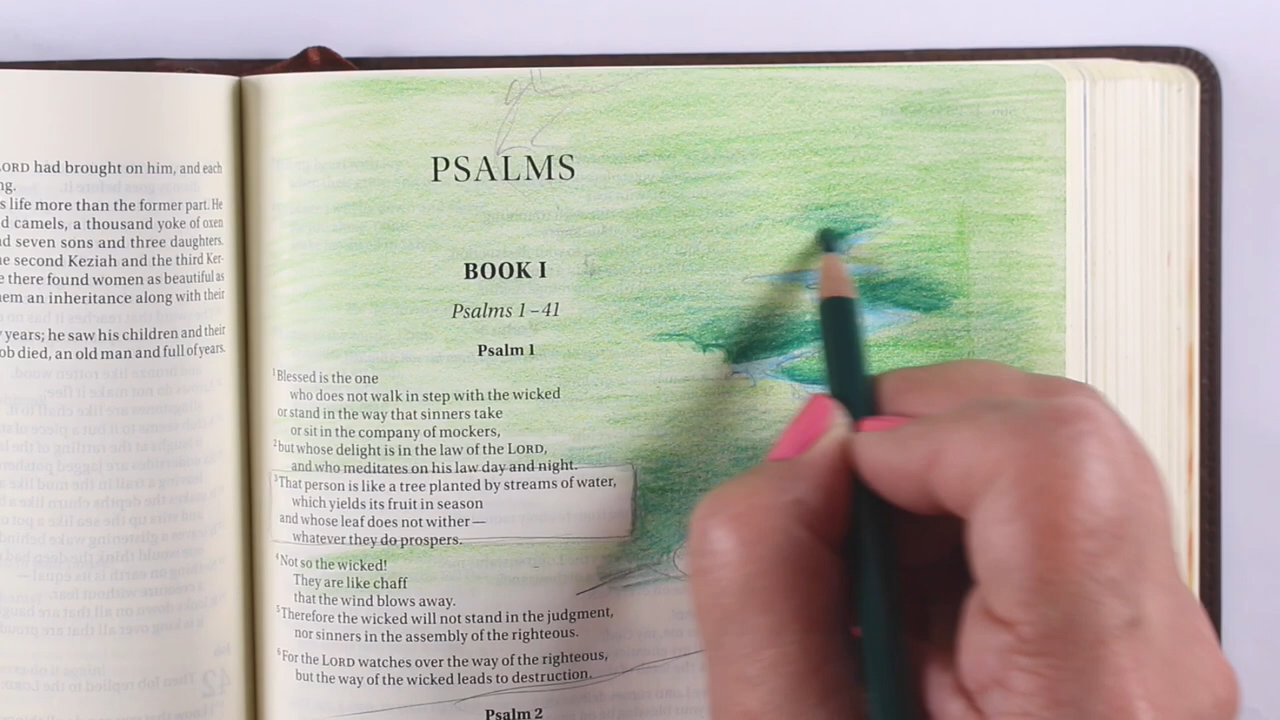 LORD had brought on him, and each
ng.
s life more than the former part. He
d camels, a thousand yoke of oxen
nd seven sons and three daughters.
e second Keziah and the third Ker-
e there found women as beautiful as
em an inheritance along with their
years; he saw his children and their
ob died, an old man and full of years.
PSALMS
BOOK I
Psalms 1–41
Psalm 1
1Blessed is the one
who does not walk in step with the wicked
or stand in the way that sinners take
or sit in the company of mockers,
2but whose delight is in the law of the LORD,
and who meditates on his law day and night.
3That person is like a tree planted by streams of water,
which yields its fruit in season
and whose leaf does not wither—
whatever they do prospers.
4Not so the wicked!
They are like chaff
that the wind blows away.
5Therefore the wicked will not stand in the judgment,
nor sinners in the assembly of the righteous.
6For the LORD watches over the way of the righteous,
but the way of the wicked leads to destruction.
Psalm 2